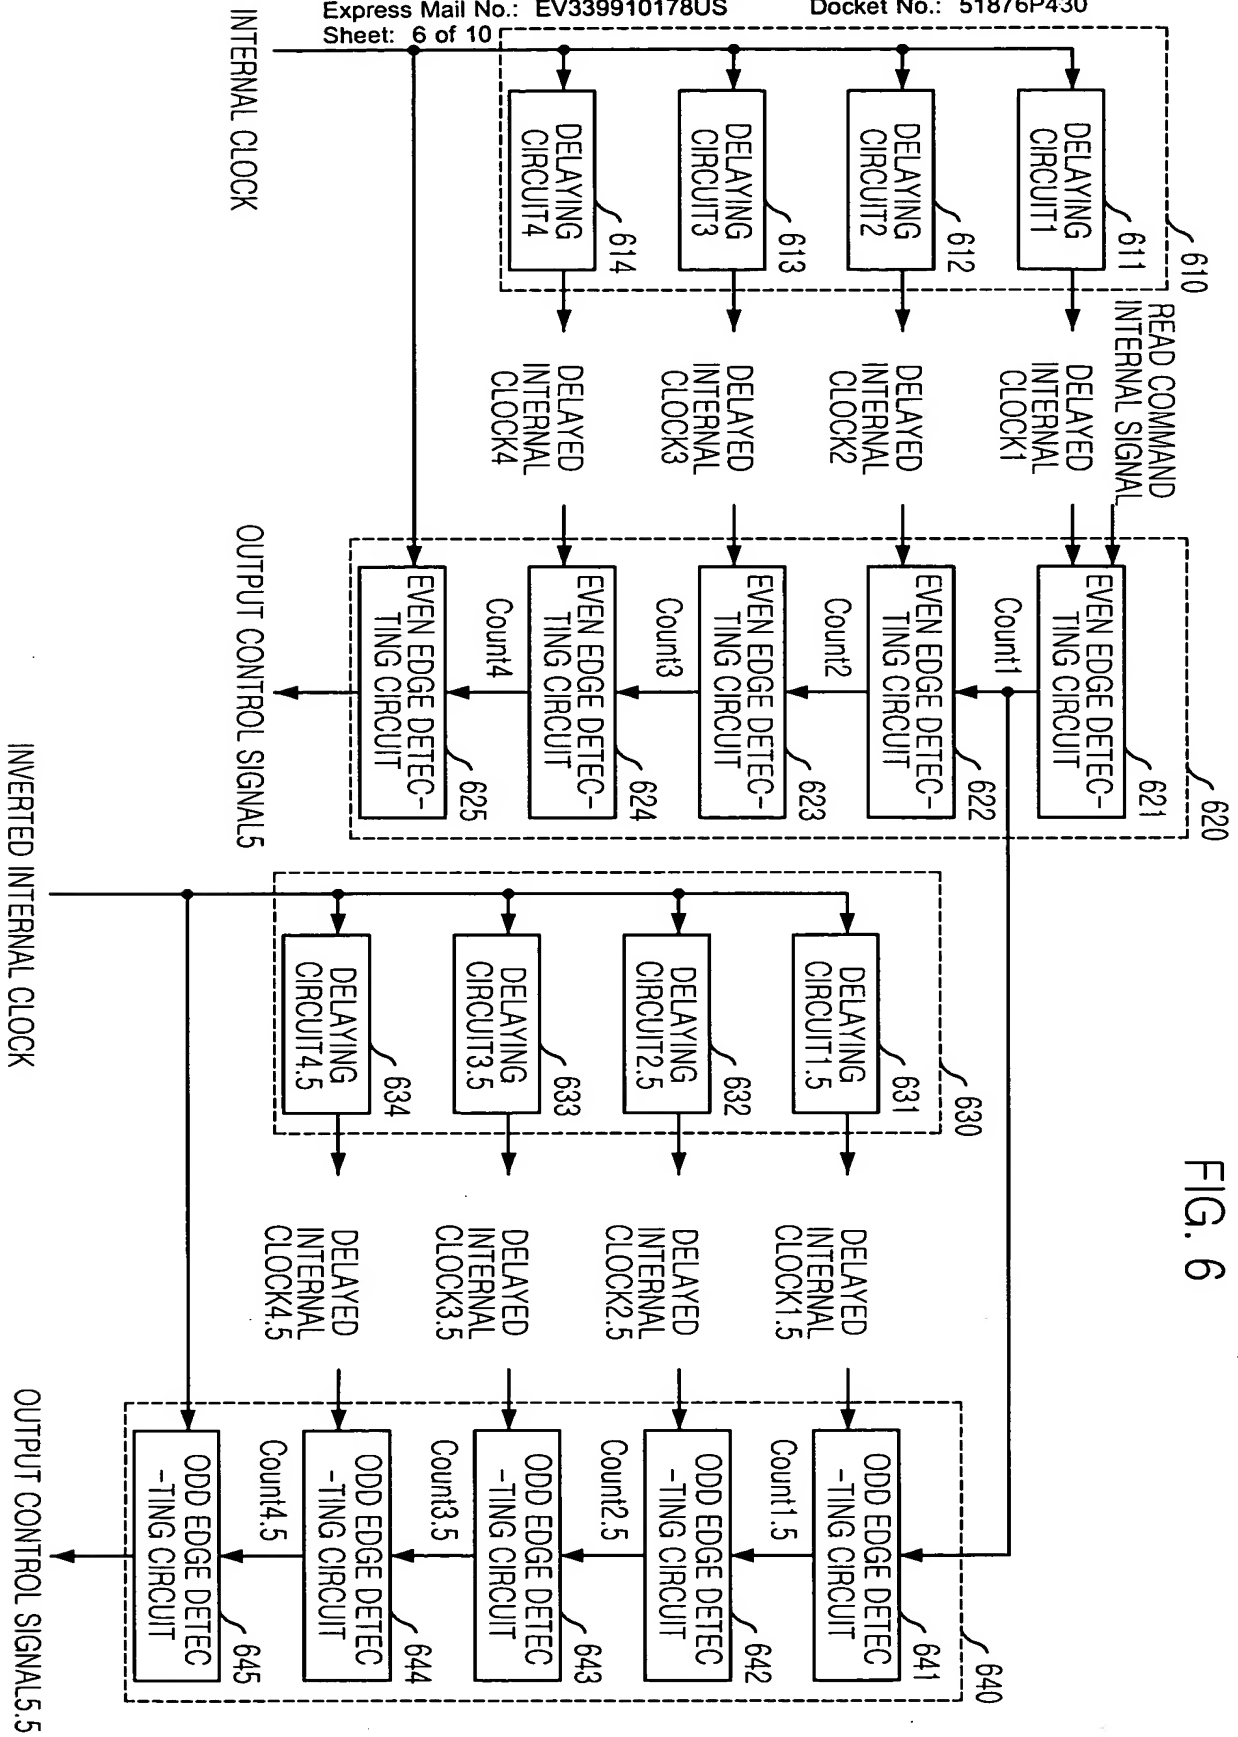 Express Mail No.: EV339910178US Docket No.: 51876P430
Sheet: 6 of 10
FIG. 6
610
DELAYING
CIRCUIT1
611
DELAYING
CIRCUIT2
612
DELAYING
CIRCUIT3
613
DELAYING
CIRCUIT4
614
INTERNAL CLOCK
READ COMMAND
INTERNAL SIGNAL
DELAYED
INTERNAL
CLOCK1
DELAYED
INTERNAL
CLOCK2
DELAYED
INTERNAL
CLOCK3
DELAYED
INTERNAL
CLOCK4
620
EVEN EDGE DETEC-
TING CIRCUIT
621
Count1
EVEN EDGE DETEC-
TING CIRCUIT
622
Count2
EVEN EDGE DETEC-
TING CIRCUIT
623
Count3
EVEN EDGE DETEC-
TING CIRCUIT
624
Count4
EVEN EDGE DETEC-
TING CIRCUIT
625
OUTPUT CONTROL SIGNAL5
630
DELAYING
CIRCUIT1.5
631
DELAYING
CIRCUIT2.5
632
DELAYING
CIRCUIT3.5
633
DELAYING
CIRCUIT4.5
634
INVERTED INTERNAL CLOCK
DELAYED
INTERNAL
CLOCK1.5
DELAYED
INTERNAL
CLOCK2.5
DELAYED
INTERNAL
CLOCK3.5
DELAYED
INTERNAL
CLOCK4.5
640
ODD EDGE DETEC
-TING CIRCUIT
641
Count1.5
ODD EDGE DETEC
-TING CIRCUIT
642
Count2.5
ODD EDGE DETEC
-TING CIRCUIT
643
Count3.5
ODD EDGE DETEC
-TING CIRCUIT
644
Count4.5
ODD EDGE DETEC
-TING CIRCUIT
645
OUTPUT CONTROL SIGNAL5.5